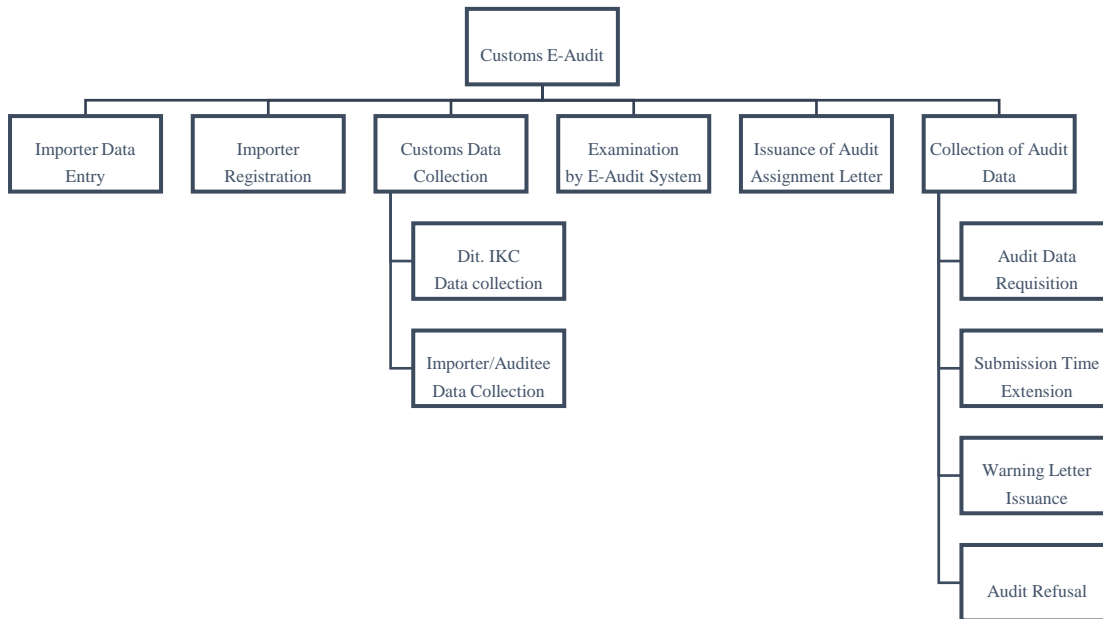 Customs E-Audit
Importer Data
Entry
Importer
Registration
Customs Data
Collection
Examination
by E-Audit System
Issuance of Audit
Assignment Letter
Collection of Audit
Data
Dit. IKC
Data collection
Importer/Auditee
Data Collection
Audit Data
Requisition
Submission Time
Extension
Warning Letter
Issuance
Audit Refusal